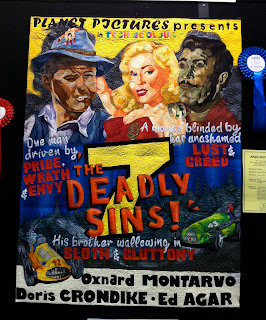 PLANET PICTURES presents
in TECHNICOLOUR
One man
driven by
PRIDE,
WRATH
& ENVY
A woman blinded by
her unashamed
LUST &
GREED
THE
7
DEADLY
SINS!
His brother wallowing in
SLOTH & GLUTTONY
Oxnard MONTARVO
Doris CRONDIKE • Ed AGAR